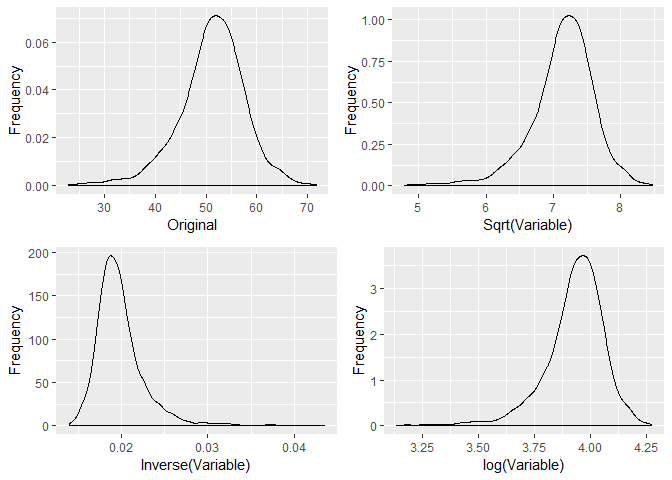 Frequency
0.06
0.04
0.02
0.00
30 40 50 60 70
Original
Frequency
1.00
0.75
0.50
0.25
0.00
5 6 7 8
Sqrt(Variable)
Frequency
200
150
100
50
0
0.02 0.03 0.04
Inverse(Variable)
Frequency
3
2
1
0
3.25 3.50 3.75 4.00 4.25
log(Variable)